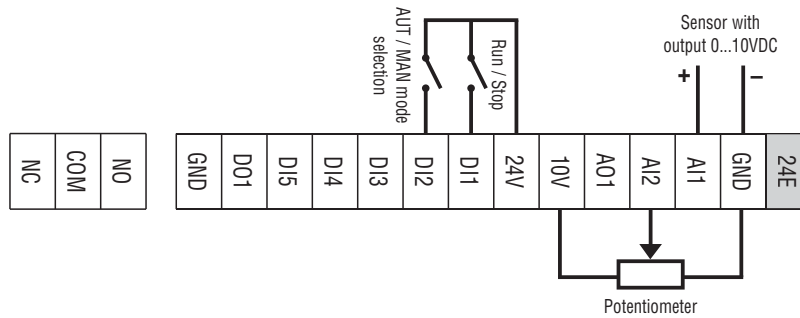 AUT / MAN mode
selection
Run / Stop
Sensor with
output 0...10VDC
+
–
NC
COM
NO
GND
DO1
DI5
DI4
DI3
DI2
DI1
24V
10V
AO1
AI2
AI1
GND
24E
Potentiometer